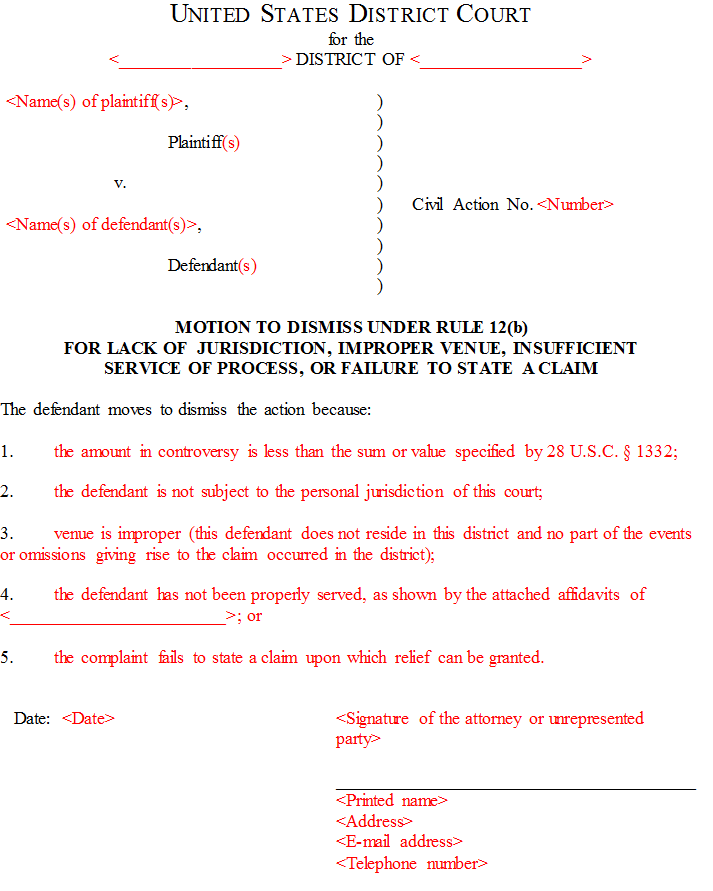 UNITED STATES DISTRICT COURT
for the
<___________________> DISTRICT OF <___________________>
<Name(s) of plaintiff(s)>, )
)
Plaintiff(s) )
)
v. )
) Civil Action No. <Number>
<Name(s) of defendant(s)>, )
)
Defendant(s) )
)
MOTION TO DISMISS UNDER RULE 12(b)
FOR LACK OF JURISDICTION, IMPROPER VENUE, INSUFFICIENT
SERVICE OF PROCESS, OR FAILURE TO STATE A CLAIM
The defendant moves to dismiss the action because:
1. the amount in controversy is less than the sum or value specified by 28 U.S.C. § 1332;
2. the defendant is not subject to the personal jurisdiction of this court;
3. venue is improper (this defendant does not reside in this district and no part of the events
or omissions giving rise to the claim occurred in the district);
4. the defendant has not been properly served, as shown by the attached affidavits of
<_________________________>; or
5. the complaint fails to state a claim upon which relief can be granted.
Date: <Date> <Signature of the attorney or unrepresented
party>
<Printed name>
<Address>
<E-mail address>
<Telephone number>